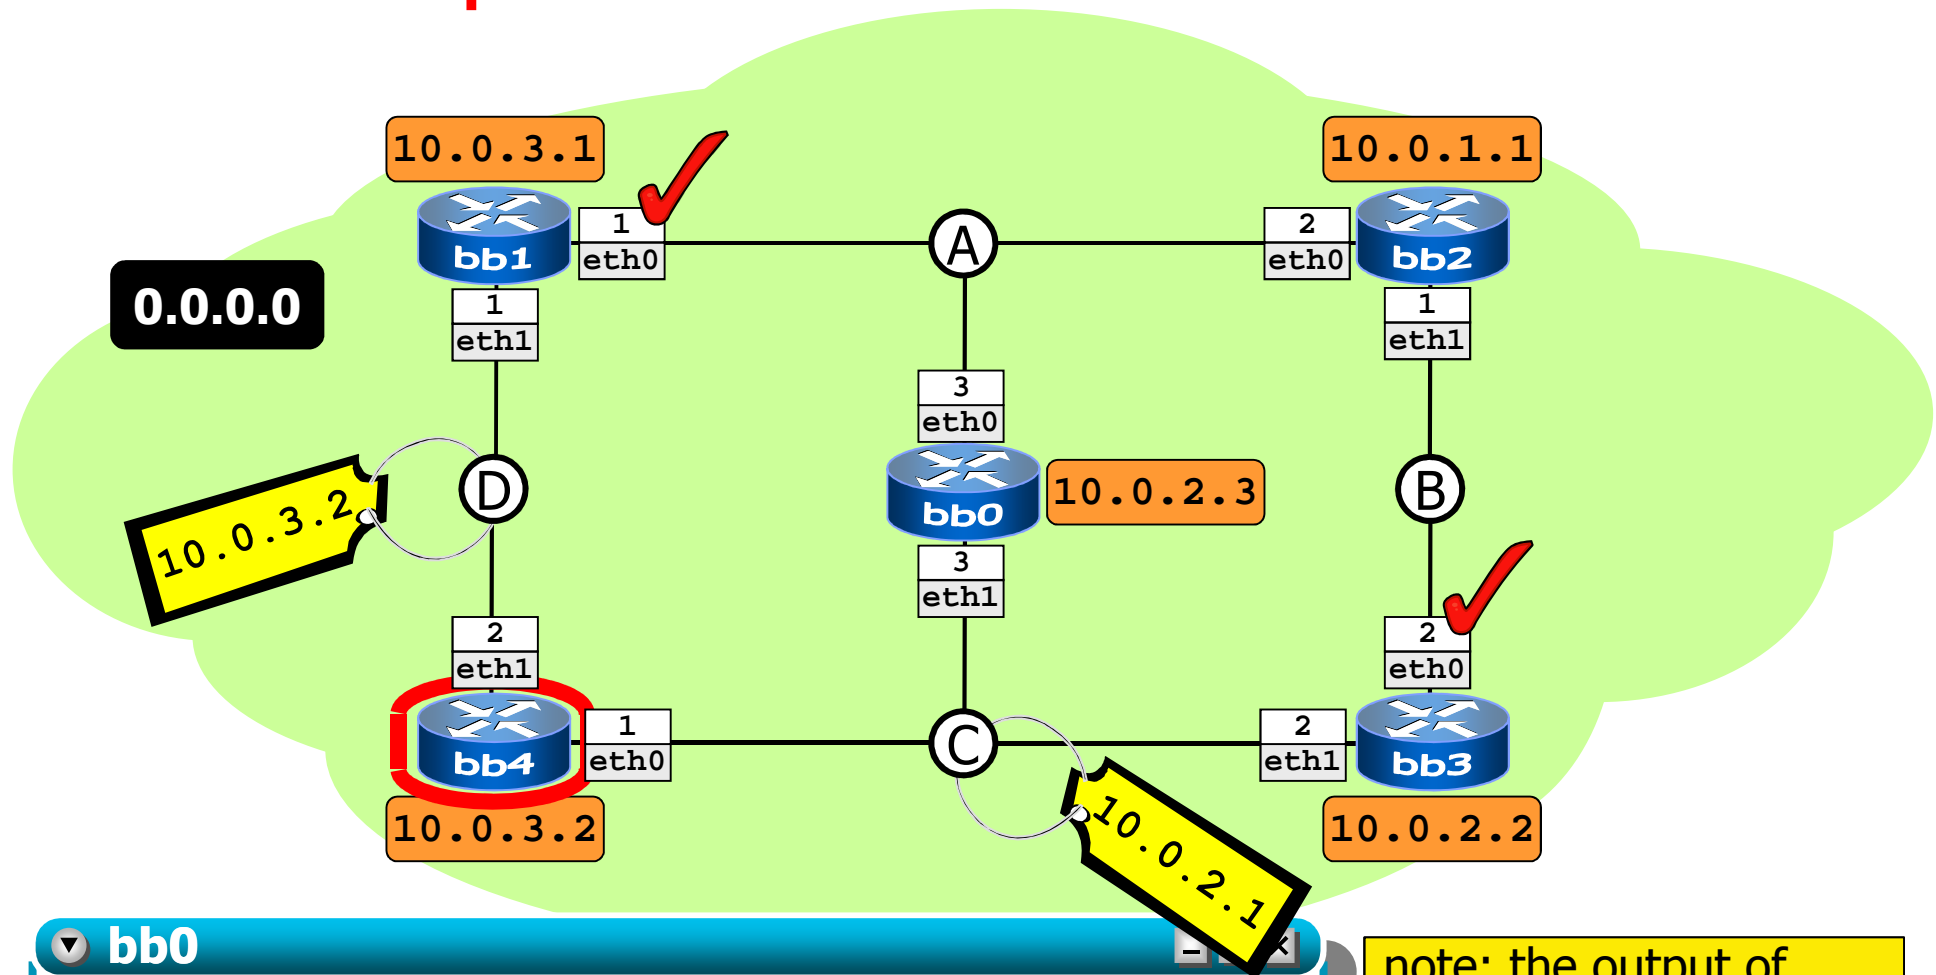 10.0.3.1
10.0.1.1
1
eth0
bb1
A
2
eth0
bb2
0.0.0.0
1
eth1
1
eth1
3
eth0
D
10.0.3.2
bb0
10.0.2.3
B
3
eth1
2
eth1
2
eth0
bb4
1
eth0
C
2
eth1
bb3
10.0.3.2
10.0.2.1
10.0.2.2
bb0
note: the output of